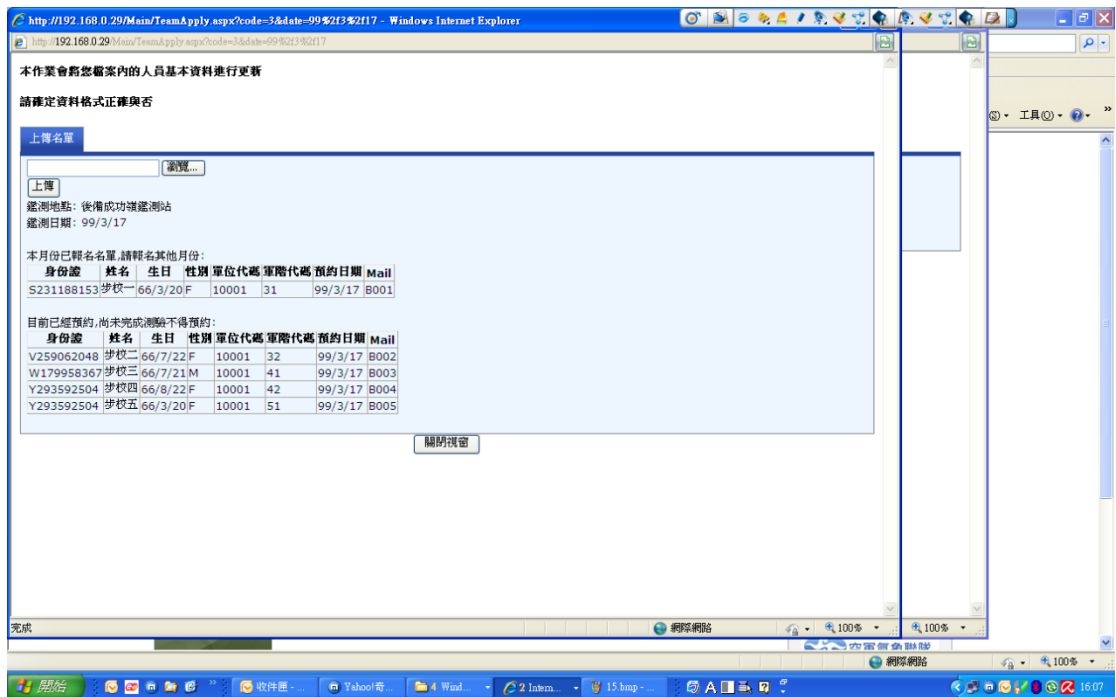 http://192.168.0.29/Main/TeamApply.aspx?code=3&date=99%2f3%2f17 - Windows Internet Explorer
http://192.168.0.29/Main/TeamApply.aspx?code=3&date=99%2f3%2f17
本作業會將您檔案內的人員基本資料進行更新
請確定資料格式正確與否
工具(O)
上傳名單
瀏覽...
上傳
鑑測地點: 後備成功嶺鑑測站
鑑測日期: 99/3/17
本月份已報名名單,請報名其他月份:
身份證 姓名 生日 性別 單位代碼 軍階代碼 預約日期 Mail
S231188153 步校一 66/3/20 F 10001 31 99/3/17 B001
目前已經預約,尚未完成測驗不得預約:
身份證 姓名 生日 性別 單位代碼 軍階代碼 預約日期 Mail
V259062048 步校二 66/7/22 F 10001 32 99/3/17 B002
W179958367 步校三 66/7/21 M 10001 41 99/3/17 B003
Y293592504 步校四 66/8/22 F 10001 42 99/3/17 B004
Y293592504 步校五 66/3/20 F 10001 51 99/3/17 B005
關閉視窗
完成 網際網路 100% 100%
網際網路 100%
開始 收件匣 - ... Yahoo!奇... 4 Wind... 2 Intern... 15.bmp - ... A 16:07